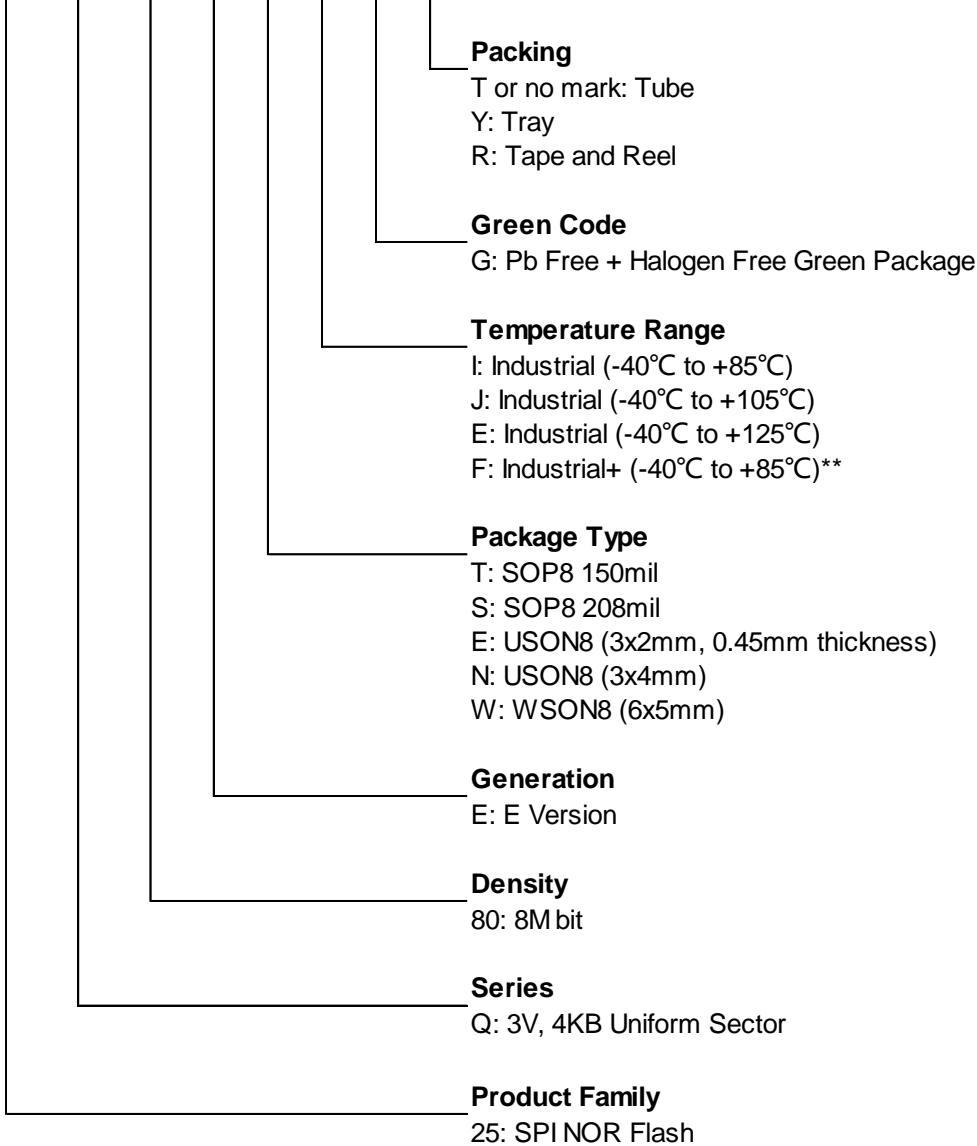 Packing
T or no mark: Tube
Y: Tray
R: Tape and Reel
Green Code
G: Pb Free + Halogen Free Green Package
Temperature Range
I: Industrial (-40℃ to +85℃)
J: Industrial (-40℃ to +105℃)
E: Industrial (-40℃ to +125℃)
F: Industrial+ (-40℃ to +85℃)**
Package Type
T: SOP8 150mil
S: SOP8 208mil
E: USON8 (3x2mm, 0.45mm thickness)
N: USON8 (3x4mm)
W: WSON8 (6x5mm)
Generation
E: E Version
Density
80: 8M bit
Series
Q: 3V, 4KB Uniform Sector
Product Family
25: SPI NOR Flash